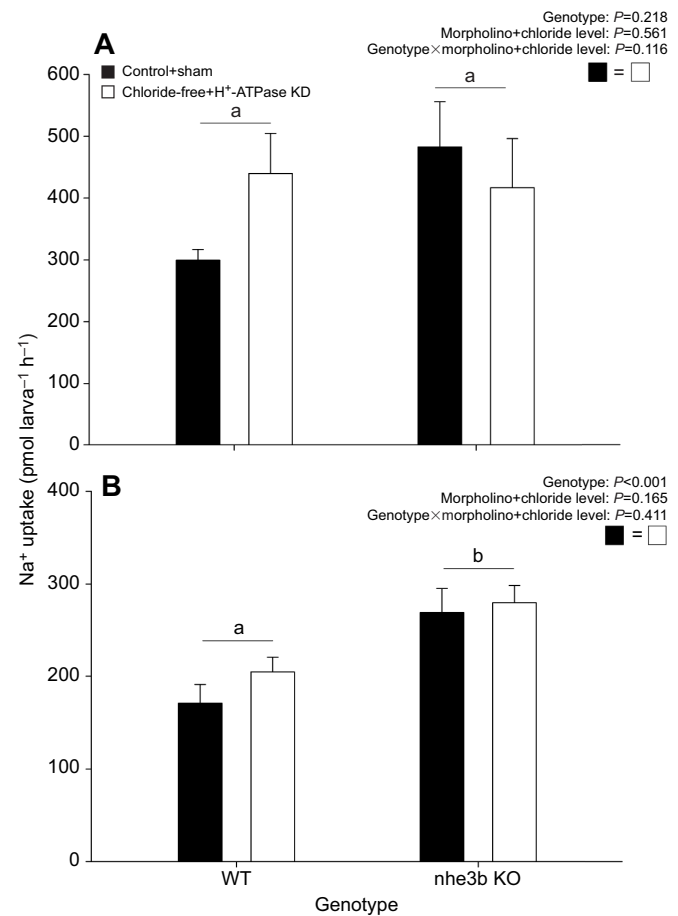 Genotype: P=0.218
Morpholino+chloride level: P=0.561
Genotype×morpholino+chloride level: P=0.116
A
=
Control+sham
Chloride-free+H⁺-ATPase KD
a
a
600
500
400
300
200
100
0
Na⁺ uptake (pmol larva⁻¹ h⁻¹)
B
Genotype: P<0.001
Morpholino+chloride level: P=0.165
Genotype×morpholino+chloride level: P=0.411
=
a
b
400
300
200
100
0
WT
nhe3b KO
Genotype